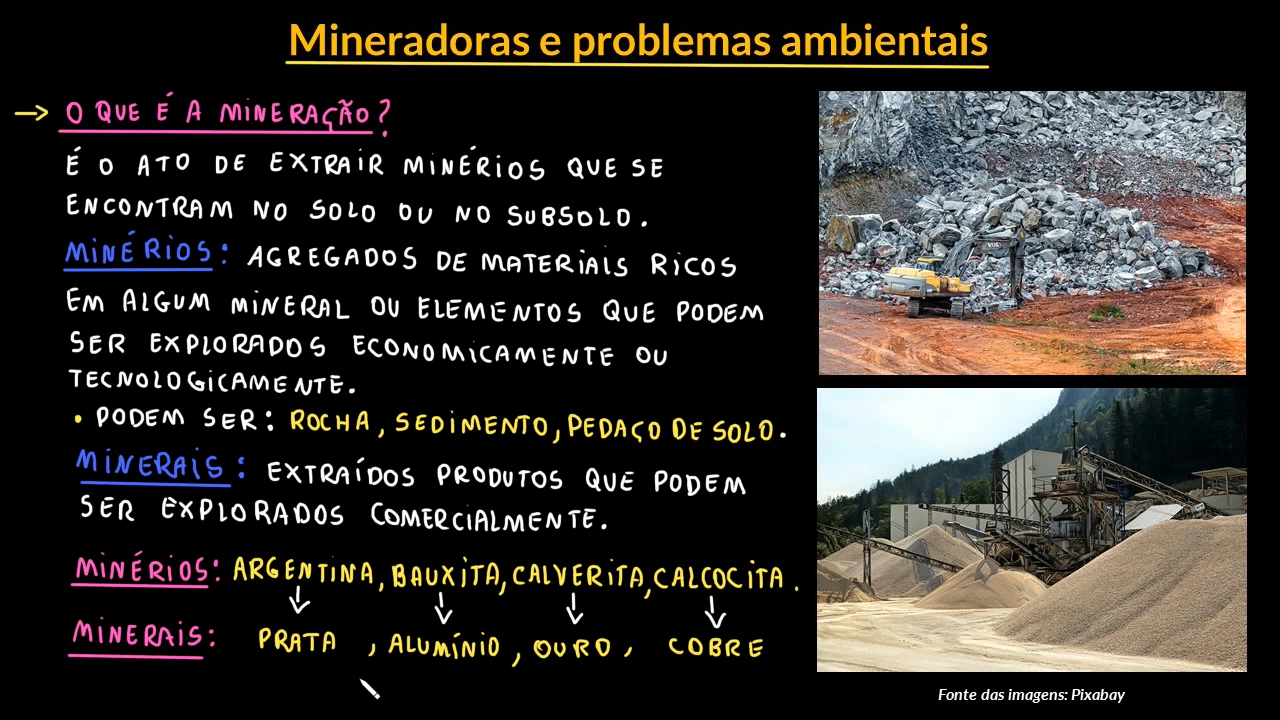 Mineradoras e problemas ambientais
→ O QUE É A MINERAÇÃO?
É O ATO DE EXTRAIR MINÉRIOS QUE SE
ENCONTRAM NO SOLO OU NO SUBSOLO.
MINÉRIOS: AGREGADOS DE MATERIAIS RICOS
EM ALGUM MINERAL OU ELEMENTOS QUE PODEM
SER EXPLORADOS ECONOMICAMENTE OU
TECNOLOGICAMENTE.
• PODEM SER: ROCHA, SEDIMENTO, PEDAÇO DE SOLO.
MINERAIS: EXTRAÍDOS PRODUTOS QUE PODEM
SER EXPLORADOS COMERCIALMENTE.
MINÉRIOS: ARGENTINA, BAUXITA, CALVERITA, CALCOCITA.
MINERAIS: PRATA, ALUMÍNIO, OURO, COBRE
Fonte das imagens: Pixabay